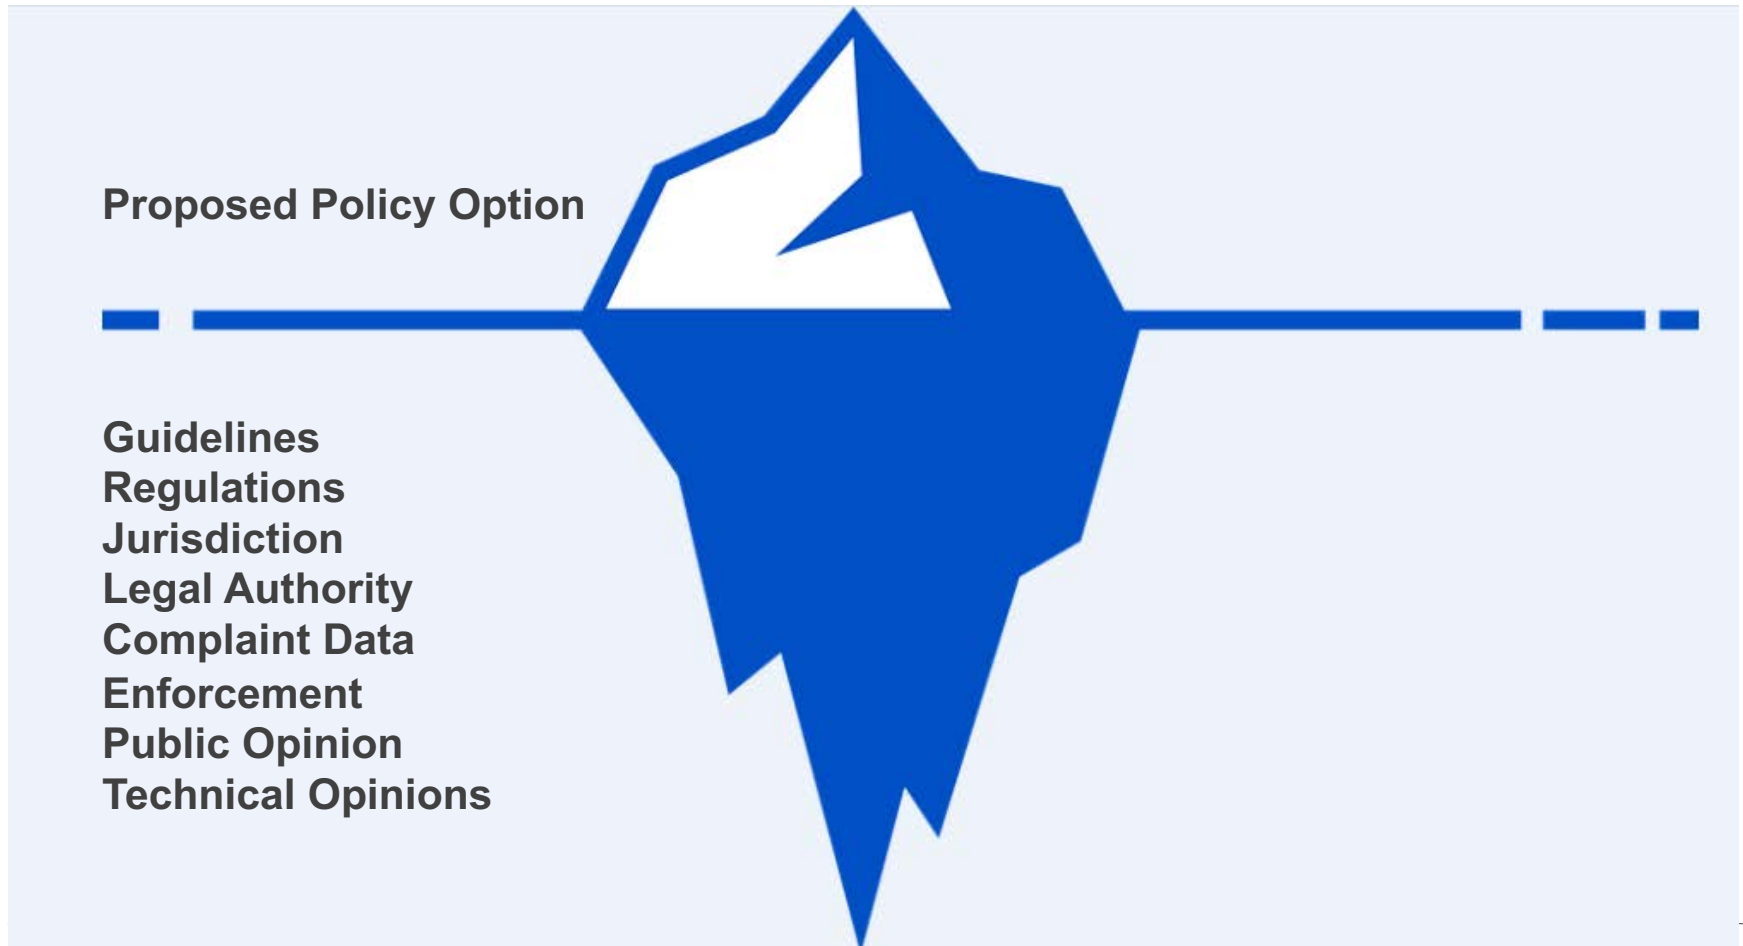 Proposed Policy Option
Guidelines
Regulations
Jurisdiction
Legal Authority
Complaint Data
Enforcement
Public Opinion
Technical Opinions